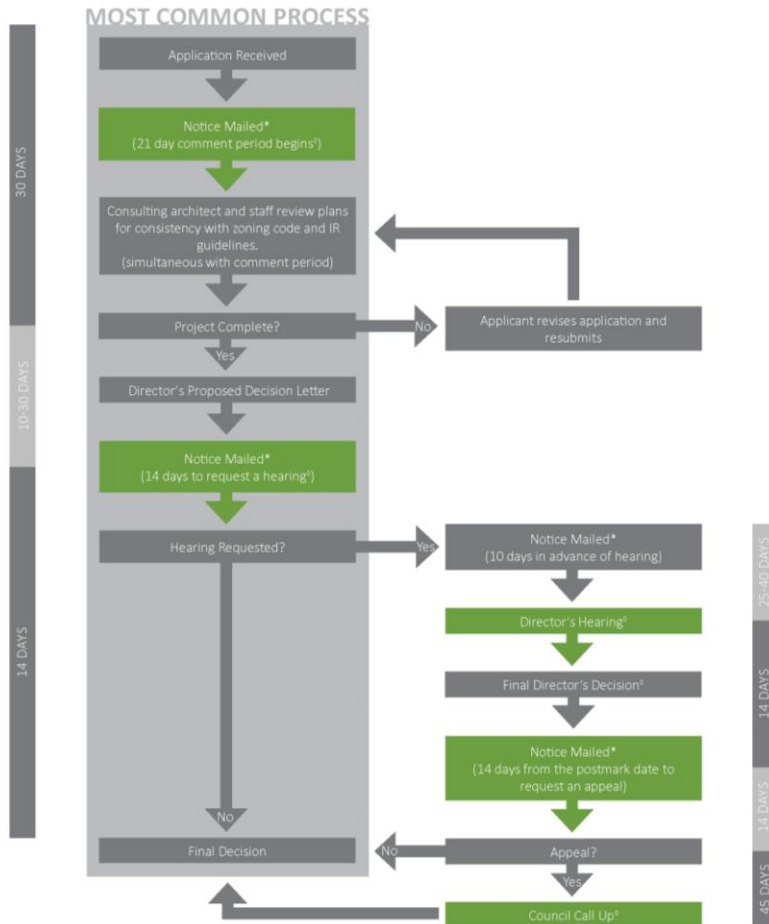 MOST COMMON PROCESS
30 DAYS
10-30 DAYS
14 DAYS
Application Received
Notice Mailed*
(21 day comment period begins◊)
Consulting architect and staff review plans
for consistency with zoning code and IR
guidelines.
(simultaneous with comment period)
Project Complete?
No
Applicant revises application and
resubmits
Yes
Director's Proposed Decision Letter
Notice Mailed*
(14 days to request a hearing◊)
Hearing Requested?
Yes
Notice Mailed*
(10 days in advance of hearing)
Director's Hearing◊
Final Director's Decision◊
Notice Mailed*
(14 days from the postmark date to
request an appeal)
No
Final Decision
No
Appeal?
Yes
Council Call Up◊
25-40 DAYS
14 DAYS
14 DAYS
45 DAYS